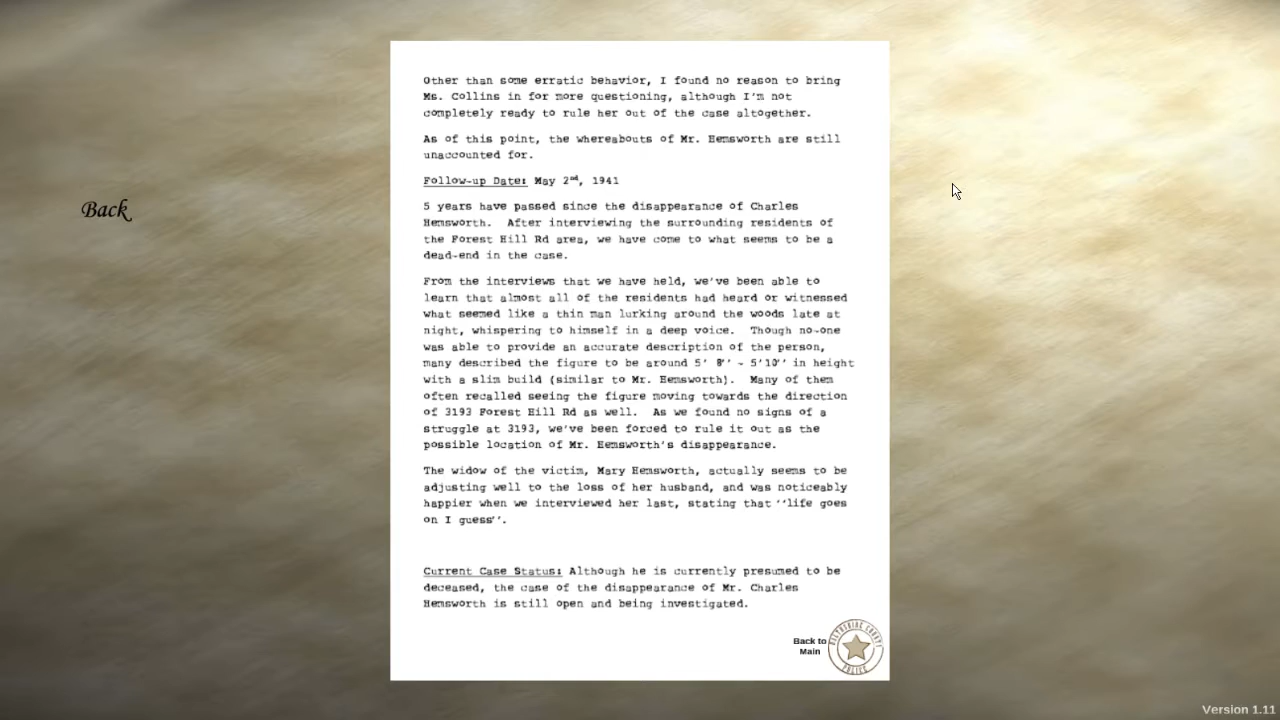 Other than some erratic behavior, I found no reason to bring
Ms. Collins in for more questioning, although I'm not
completely ready to rule her out of the case altogether.
As of this point, the whereabouts of Mr. Hemsworth are still
unaccounted for.
Follow-up Date: May 2nd, 1941
Back
5 years have passed since the disappearance of Charles
Hemsworth. After interviewing the surrounding residents of
the Forest Hill Rd area, we have come to what seems to be a
dead-end in the case.
From the interviews that we have held, we've been able to
learn that almost all of the residents had heard or witnessed
what seemed like a thin man lurking around the woods late at
night, whispering to himself in a deep voice. Though no-one
was able to provide an accurate description of the person,
many described the figure to be around 5' 8'' - 5'10'' in height
with a slim build (similar to Mr. Hemsworth). Many of them
often recalled seeing the figure moving towards the direction
of 3193 Forest Hill Rd as well. As we found no signs of a
struggle at 3193, we've been forced to rule it out as the
possible location of Mr. Hemsworth's disappearance.
The widow of the victim, Mary Hemsworth, actually seems to be
adjusting well to the loss of her husband, and was noticeably
happier when we interviewed her last, stating that ''life goes
on I guess''.
Current Case Status: Although he is currently presumed to be
deceased, the case of the disappearance of Mr. Charles
Hemsworth is still open and being investigated.
Back to
Main
COUNTY
POLICE
Version 1.11